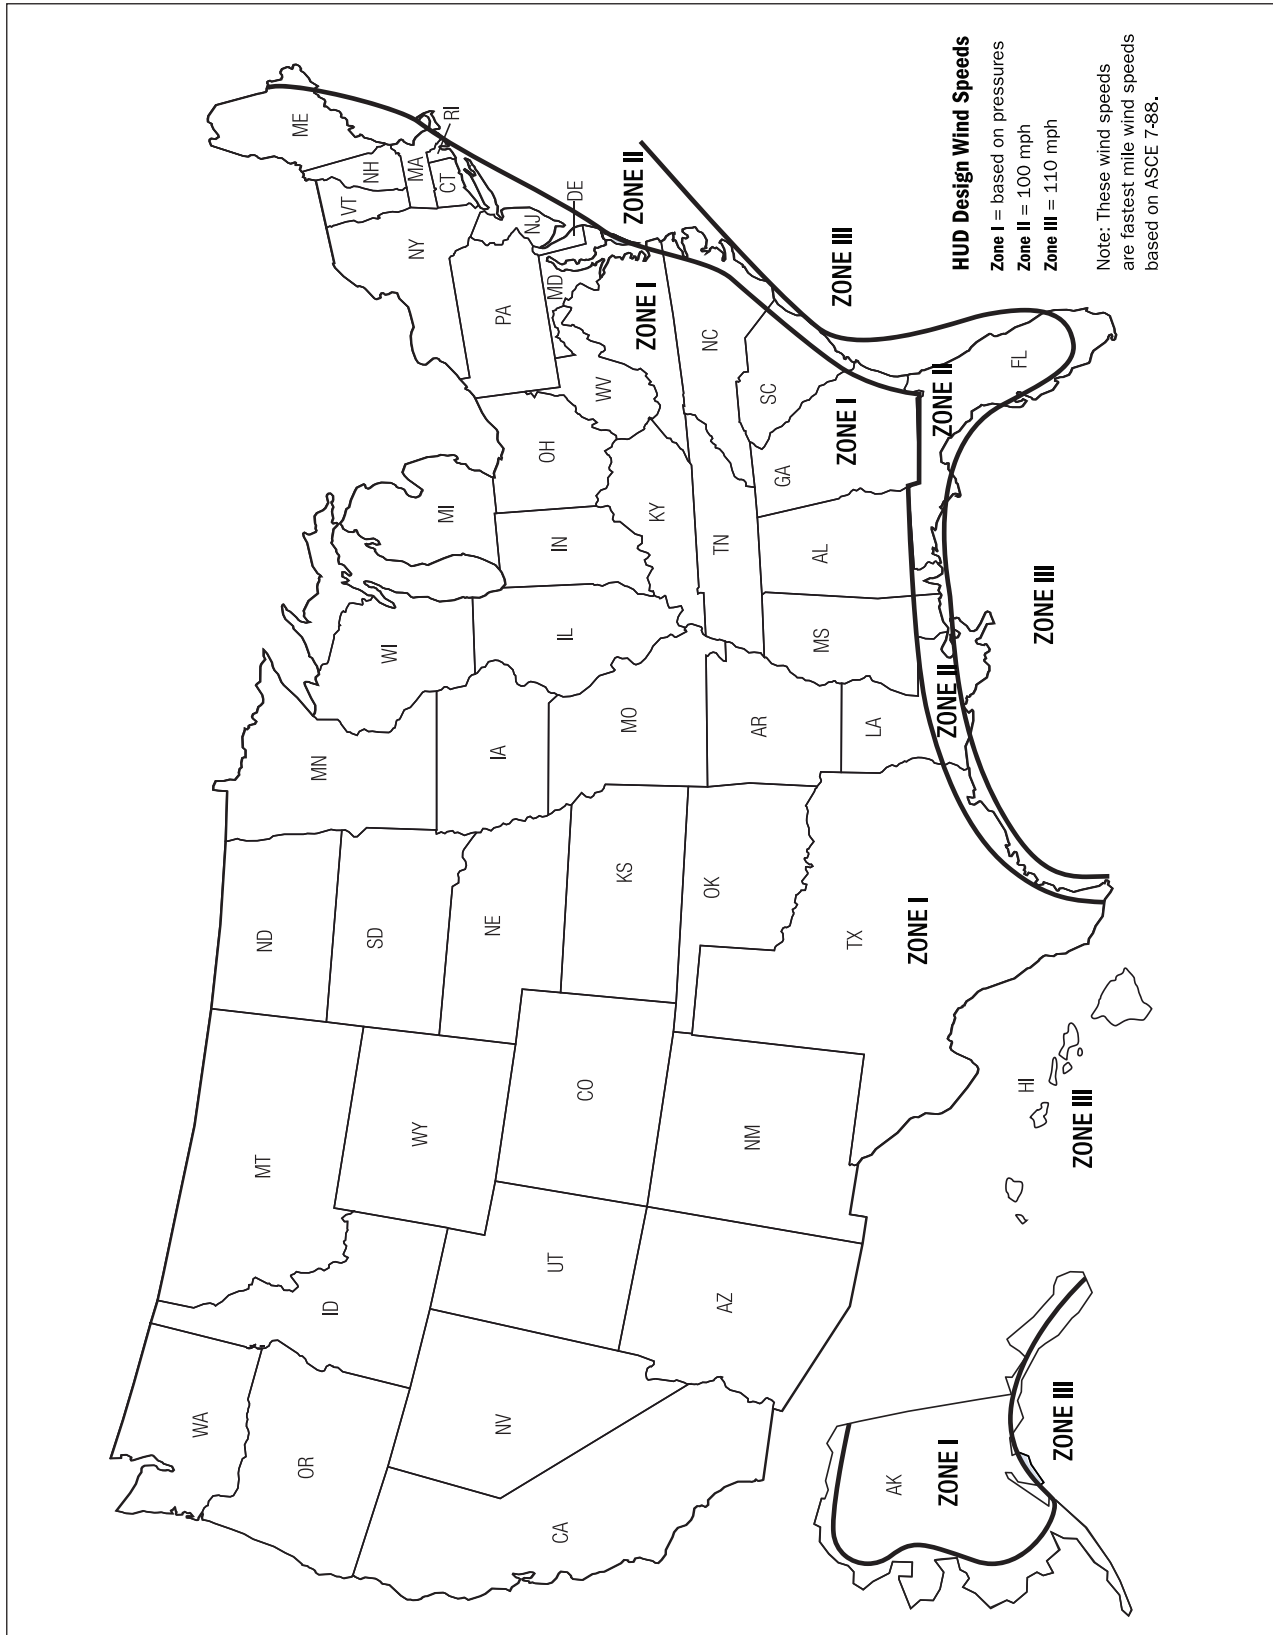 WA
OR
CA
NV
ID
MT
WY
UT
AZ
CO
NM
ND
SD
NE
KS
OK
TX
ZONE I
MN
IA
MO
AR
LA
ZONE II
WI
IL
MS
MI
IN
KY
TN
AL
OH
WV
GA
ZONE I
SC
NC
ZONE I
PA
MD
NY
NJ
DE
VT
NH
ME
MA
CT
RI
ZONE II
ZONE III
ZONE II
FL
ZONE III
AK
ZONE I
ZONE III
HI
ZONE III
HUD Design Wind Speeds
Zone I = based on pressures
Zone II = 100 mph
Zone III = 110 mph
Note: These wind speeds
are fastest mile wind speeds
based on ASCE 7-88.